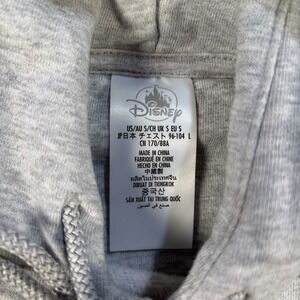 Disney
US/AU S/CH UK S EU S
JP日本 チェスト 96-104 L
CN 170/88A
MADE IN CHINA
FABRIQUÉ EN CHINE
HECHO EN CHINA
中國製
ผลิตในประเทศจีน
DIBUAT DI TIONGKOK
중국산
SẢN XUẤT TẠI TRUNG QUỐC
صنع في الصين